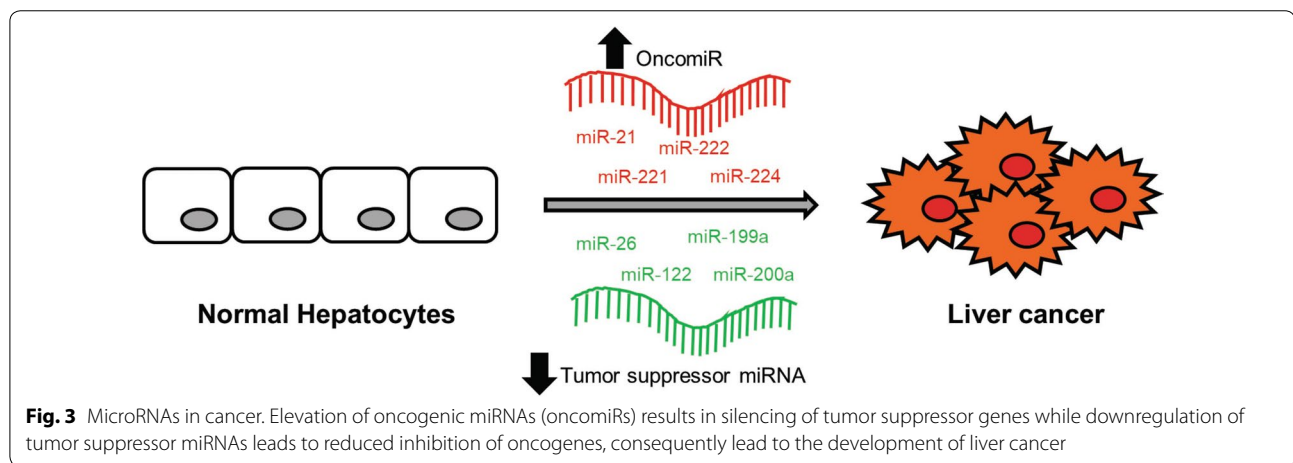 OncomiR
miR-21
miR-222
miR-221
miR-224
miR-26
miR-199a
miR-122
miR-200a
Normal Hepatocytes
Liver cancer
Tumor suppressor miRNA
Fig. 3 MicroRNAs in cancer. Elevation of oncogenic miRNAs (oncomiRs) results in silencing of tumor suppressor genes while downregulation of
tumor suppressor miRNAs leads to reduced inhibition of oncogenes, consequently lead to the development of liver cancer